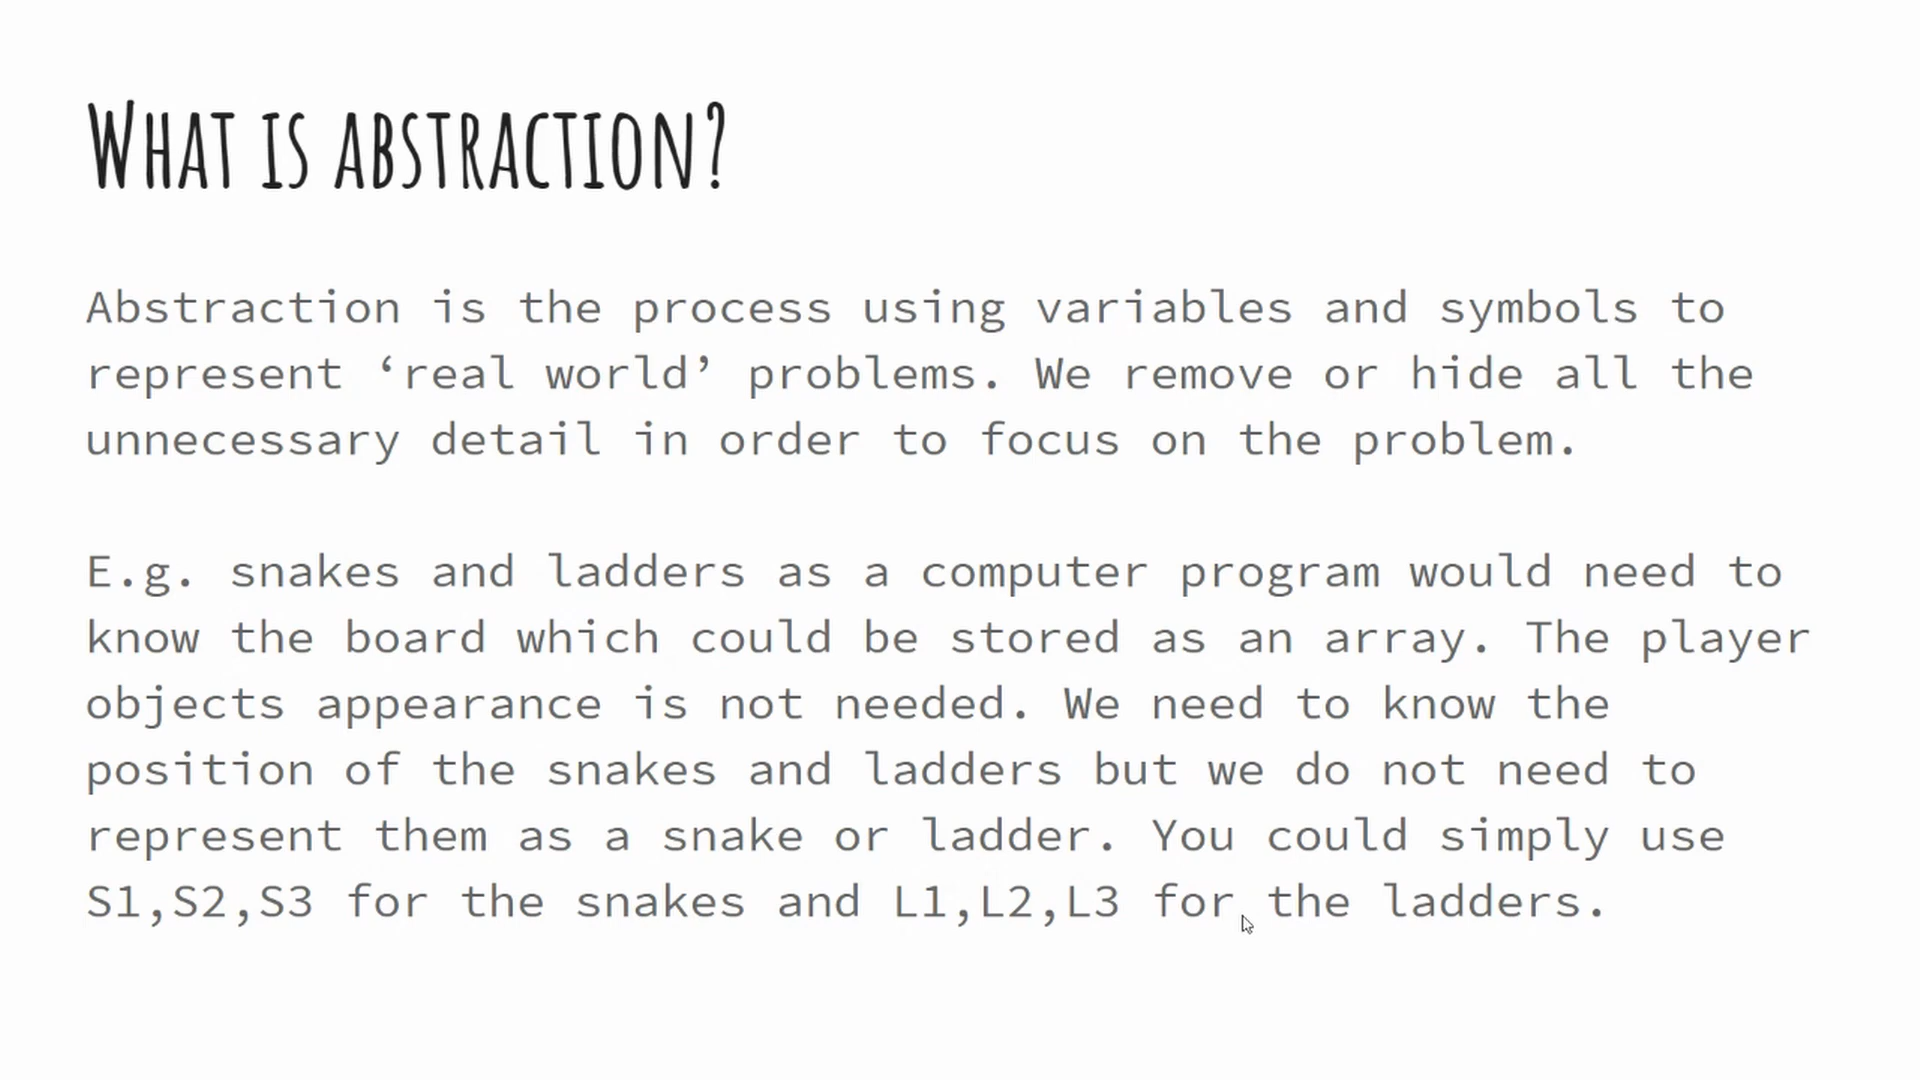 What is abstraction?
Abstraction is the process using variables and symbols to
represent ‘real world’ problems. We remove or hide all the
unnecessary detail in order to focus on the problem.
E.g. snakes and ladders as a computer program would need to
know the board which could be stored as an array. The player
objects appearance is not needed. We need to know the
position of the snakes and ladders but we do not need to
represent them as a snake or ladder. You could simply use
S1,S2,S3 for the snakes and L1,L2,L3 for the ladders.